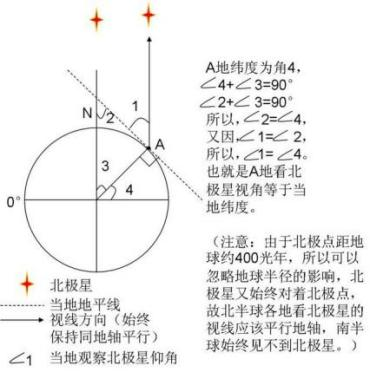 1
N
2
A
3
4
0°
A地纬度为角4，
∠4+∠3=90°
∠2+∠3=90°
所以，∠2=∠4，
又因，∠1=∠2，
所以，∠1=∠4。
也就是A地看北
极星视角等于当
地纬度。
（注意：由于北极点距地
球约400光年，所以可以
忽略地球半径的影响，北
极星又始终对着北极点，
故北半球各地看北极星的
视线应该平行地轴，南半
球始终见不到北极星。）
北极星
当地地平线
视线方向（始终
保持同地轴平行）
∠1 当地观察北极星仰角